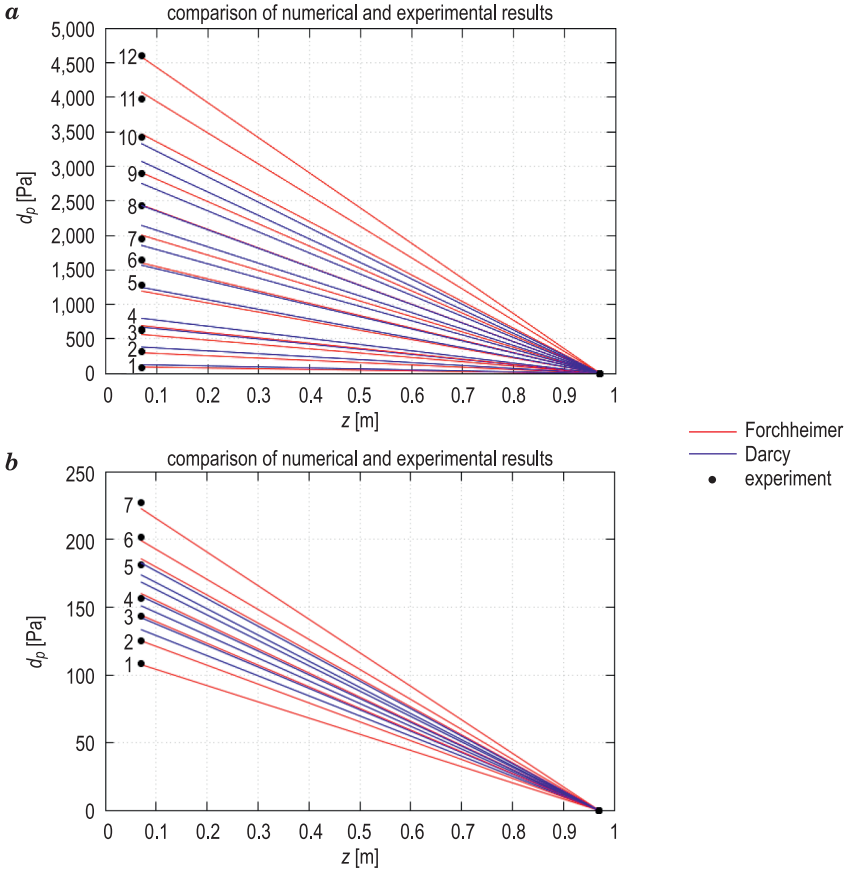 a
comparison of numerical and experimental results
5,000
4,500
4,000
3,500
3,000
2,500
2,000
1,500
1,000
500
0
12
11
10
9
8
7
6
5
4
3
2
1
d_p [Pa]
0 0.1 0.2 0.3 0.4 0.5 0.6 0.7 0.8 0.9 1
z [m]
Forchheimer
Darcy
experiment
b
comparison of numerical and experimental results
250
200
150
100
50
0
7
6
5
4
3
2
1
d_p [Pa]
0 0.1 0.2 0.3 0.4 0.5 0.6 0.7 0.8 0.9 1
z [m]